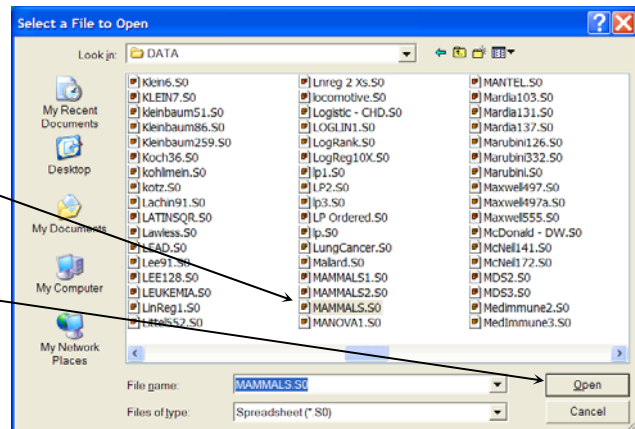 Select a File to Open
Look in: DATA
My Recent Documents
Desktop
My Documents
My Computer
My Network Places
Klein6.S0
KLEIN7.S0
kleinbaum51.S0
Kleinbaum86.S0
Kleinbaum259.S0
Koch36.S0
kohlmein.S0
kotz.S0
Lachin91.S0
LATINSQR.S0
Lawless.S0
LEAD.S0
Lee91.S0
LEE128.S0
LEUKEMIA.S0
LinReg1.S0
Littel552.S0
Lnreg 2 Xs.S0
locomotive.S0
Logistic - CHD.S0
LOGLIN1.S0
LogRank.S0
LogReg10X.S0
lp1.S0
LP2.S0
lp3.S0
LP Ordered.S0
lp.S0
LungCancer.S0
Malard.S0
MAMMALS1.S0
MAMMALS2.S0
MAMMALS.S0
MANOVA1.S0
MANTEL.S0
Mardia103.S0
Mardia131.S0
Mardia137.S0
Marubini126.S0
Marubini332.S0
Marubini.S0
Maxwell497.S0
Maxwell497a.S0
Maxwell555.S0
McDonald - DW.S0
McNeil141.S0
McNeil172.S0
MDS2.S0
MDS3.S0
Medimmune2.S0
MedImmune3.S0
File name: MAMMALS.S0
Open
Files of type: Spreadsheet (*.S0)
Cancel